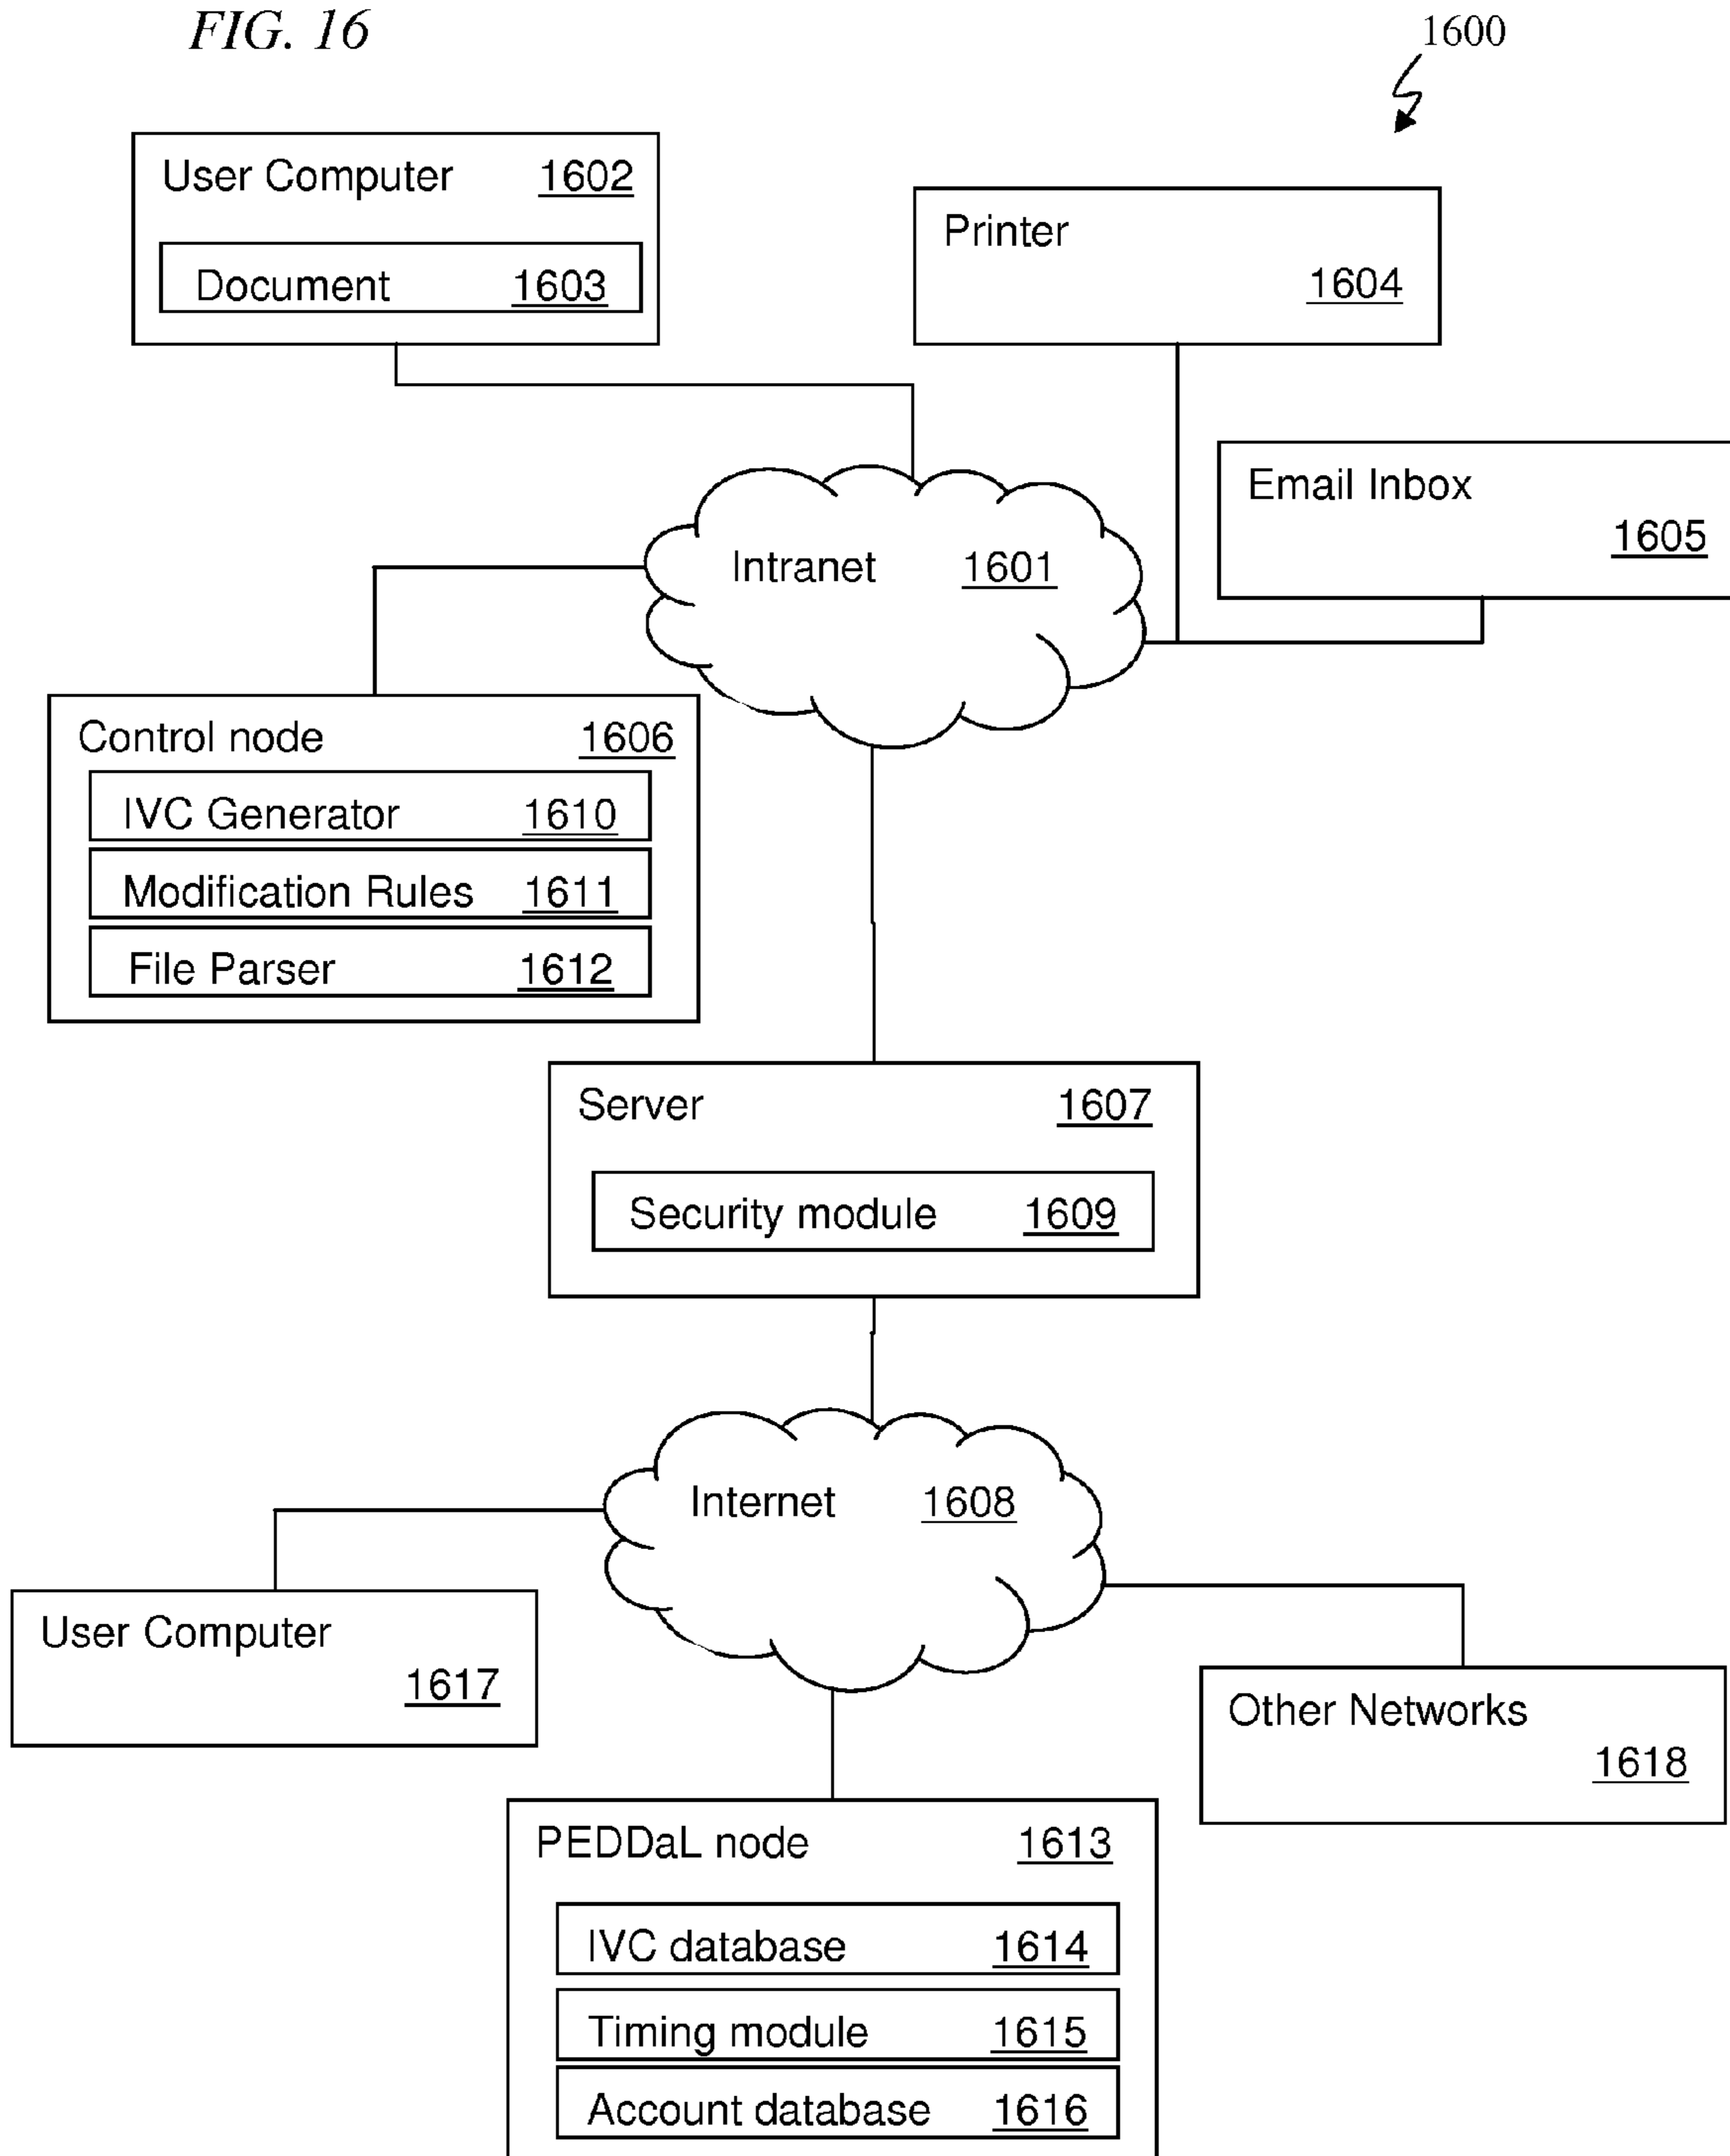 FIG. 16
1600
User Computer 1602
Document 1603
Printer
1604
Email Inbox
1605
Intranet 1601
Control node 1606
IVC Generator 1610
Modification Rules 1611
File Parser 1612
Server 1607
Security module 1609
Internet 1608
User Computer
1617
Other Networks
1618
PEDDaL node 1613
IVC database 1614
Timing module 1615
Account database 1616